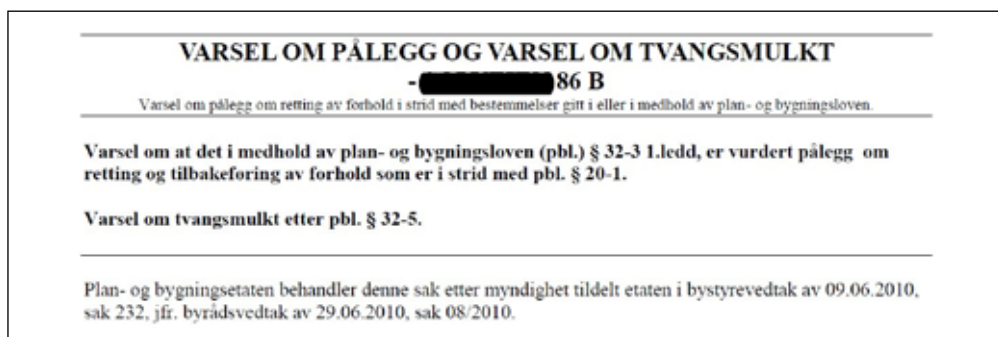 VARSEL OM PÅLEGG OG VARSEL OM TVANGSMULKT
- 86 B
Varsel om pålegg om retting av forhold i strid med bestemmelser gitt i eller i medhold av plan- og bygningsloven.
Varsel om at det i medhold av plan- og bygningsloven (pbl.) § 32-3 1.ledd, er vurdert pålegg om
retting og tilbakeføring av forhold som er i strid med pbl. § 20-1.
Varsel om tvangsmulkt etter pbl. § 32-5.
Plan- og bygningsetaten behandler denne sak etter myndighet tildelt etaten i bystyrevedtak av 09.06.2010,
sak 232, jfr. byrådsvedtak av 29.06.2010, sak 08/2010.